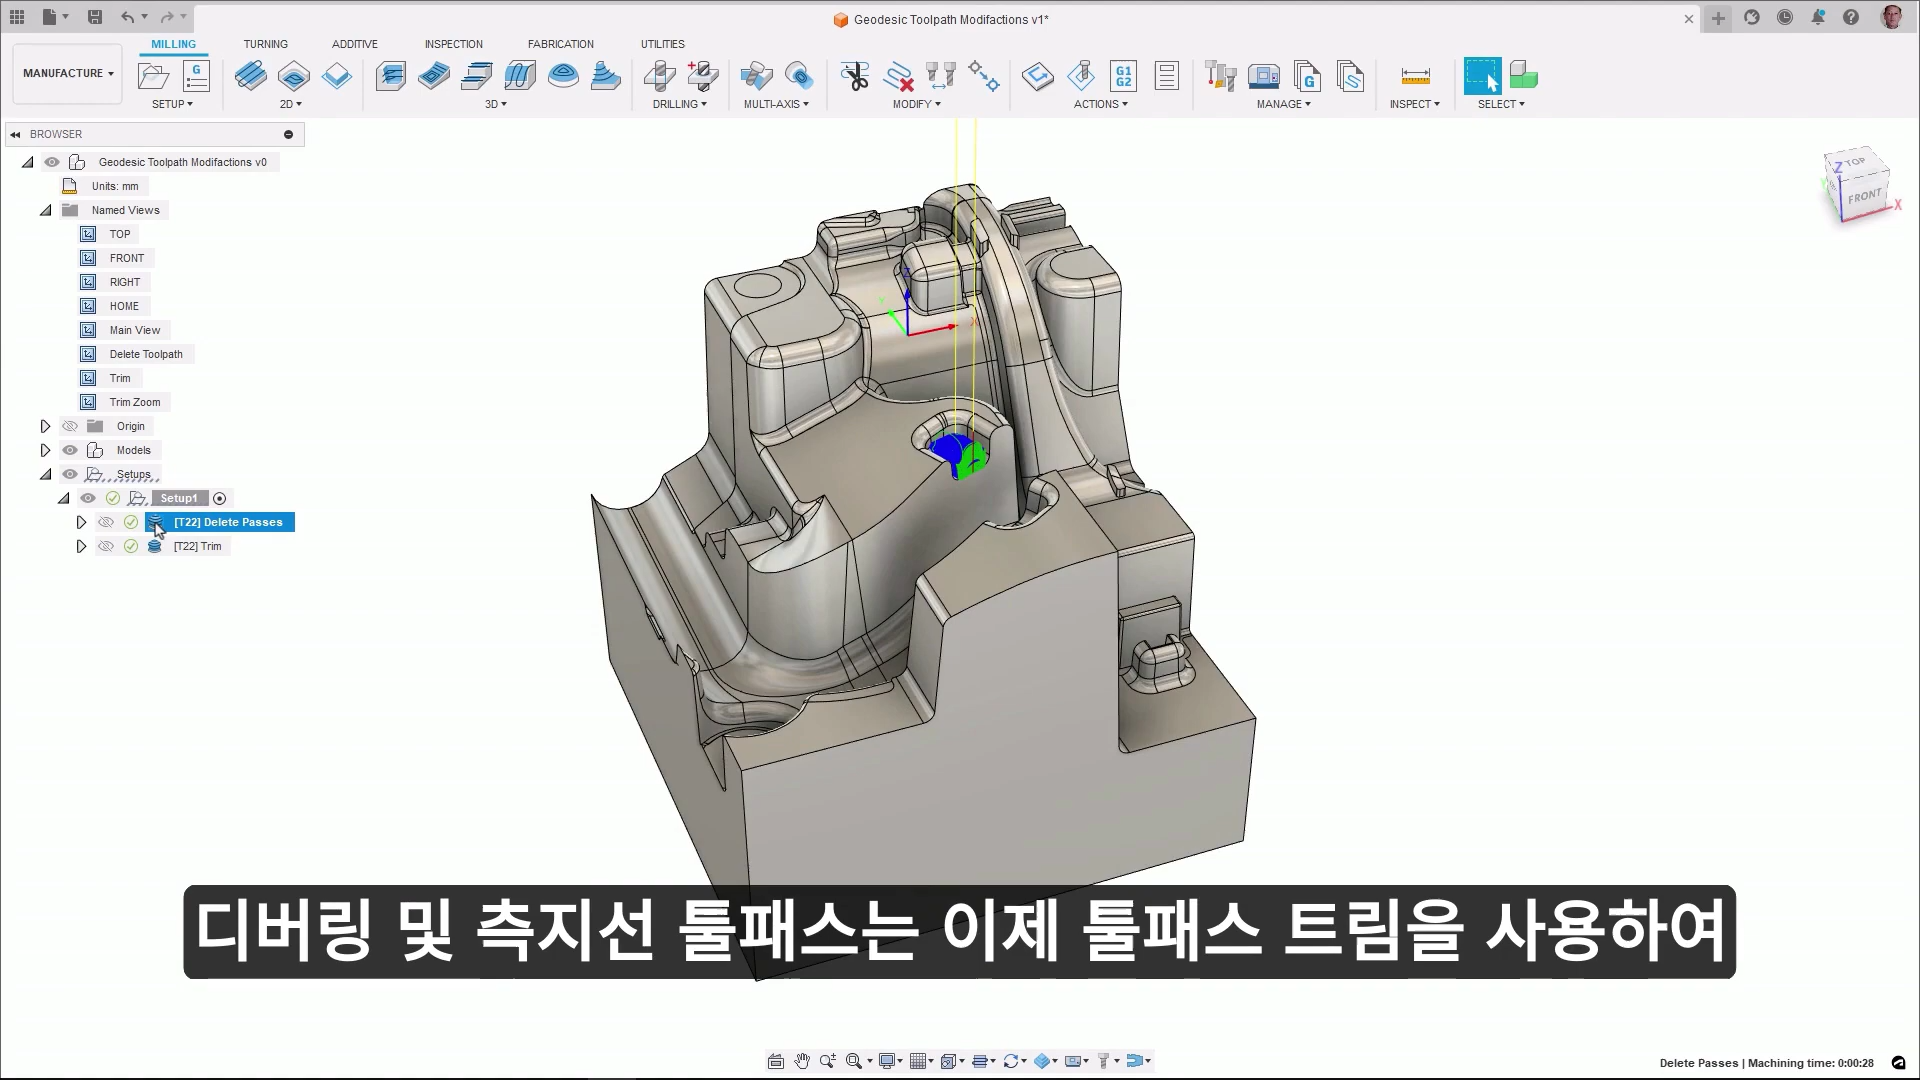 Geodesic Toolpath Modifactions v1*
MILLING
TURNING
ADDITIVE
INSPECTION
FABRICATION
UTILITIES
MANUFACTURE
G
G1
G2
G
SETUP
2D
3D
DRILLING
MULTI-AXIS
MODIFY
ACTIONS
MANAGE
INSPECT
SELECT
BROWSER
Geodesic Toolpath Modifactions v0
Units: mm
Named Views
TOP
FRONT
RIGHT
HOME
Main View
Delete Toolpath
Trim
Trim Zoom
Origin
Models
Setups
Setup1
[T22] Delete Passes
[T22] Trim
Z
TOP
FRONT
X
Z
Y
X
디버링 및 측지선 툴패스는 이제 툴패스 트림을 사용하여
Delete Passes | Machining time: 0:00:28